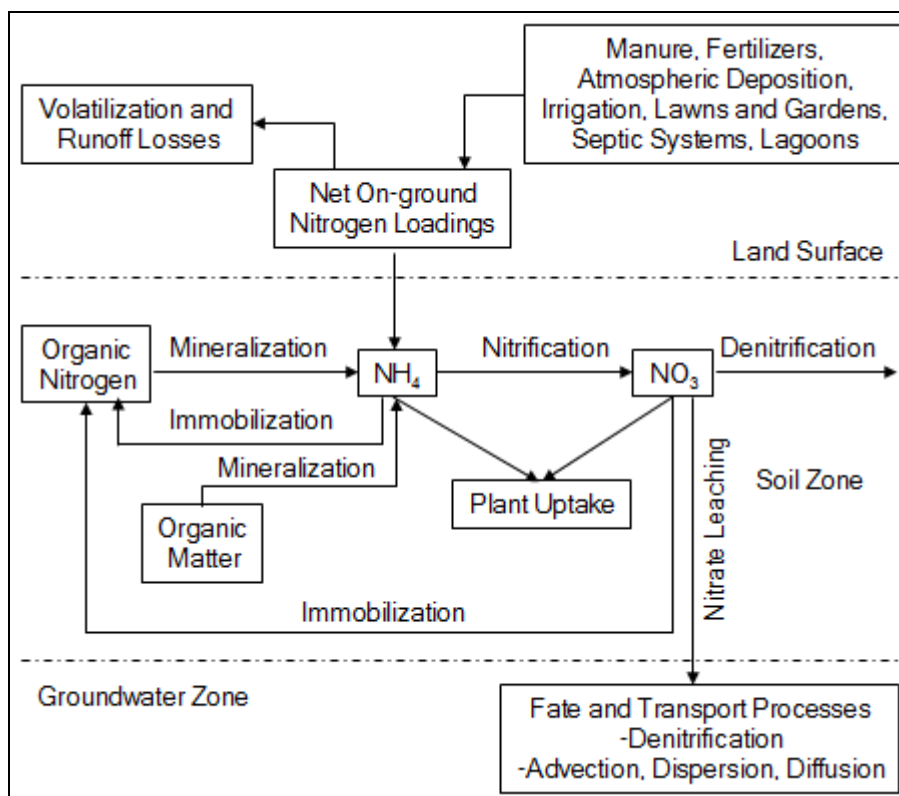 Manure, Fertilizers,
Atmospheric Deposition,
Irrigation, Lawns and Gardens,
Septic Systems, Lagoons
Volatilization and
Runoff Losses
Net On-ground
Nitrogen Loadings
Land Surface
Organic
Nitrogen
Mineralization
NH₄
Nitrification
NO₃
Denitrification
Immobilization
Mineralization
Organic
Matter
Plant Uptake
Soil Zone
Nitrate Leaching
Immobilization
Groundwater Zone
Fate and Transport Processes
-Denitrification
-Advection, Dispersion, Diffusion